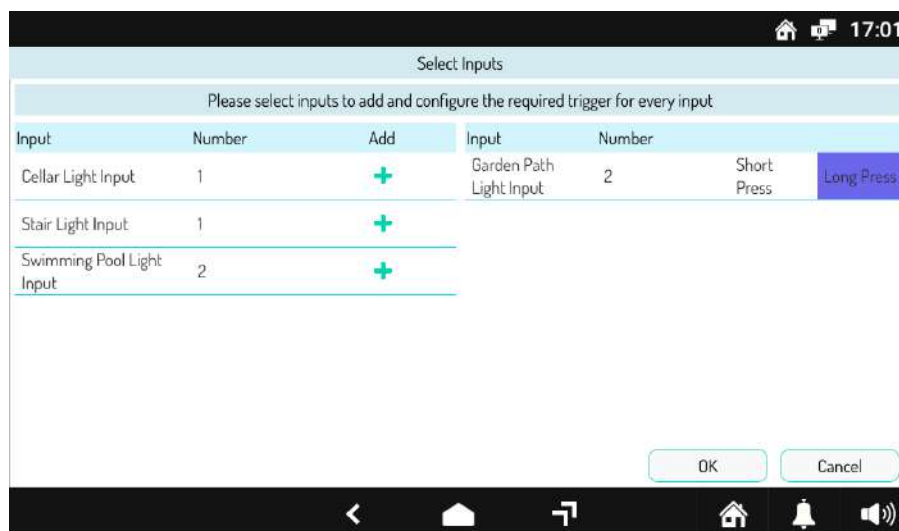 17:01
Select Inputs
Please select inputs to add and configure the required trigger for every input
Input Number Add Input Number
Cellar Light Input 1 Garden Path Light Input 2 Short Press Long Press
Stair Light Input 1
Swimming Pool Light Input 2
OK Cancel